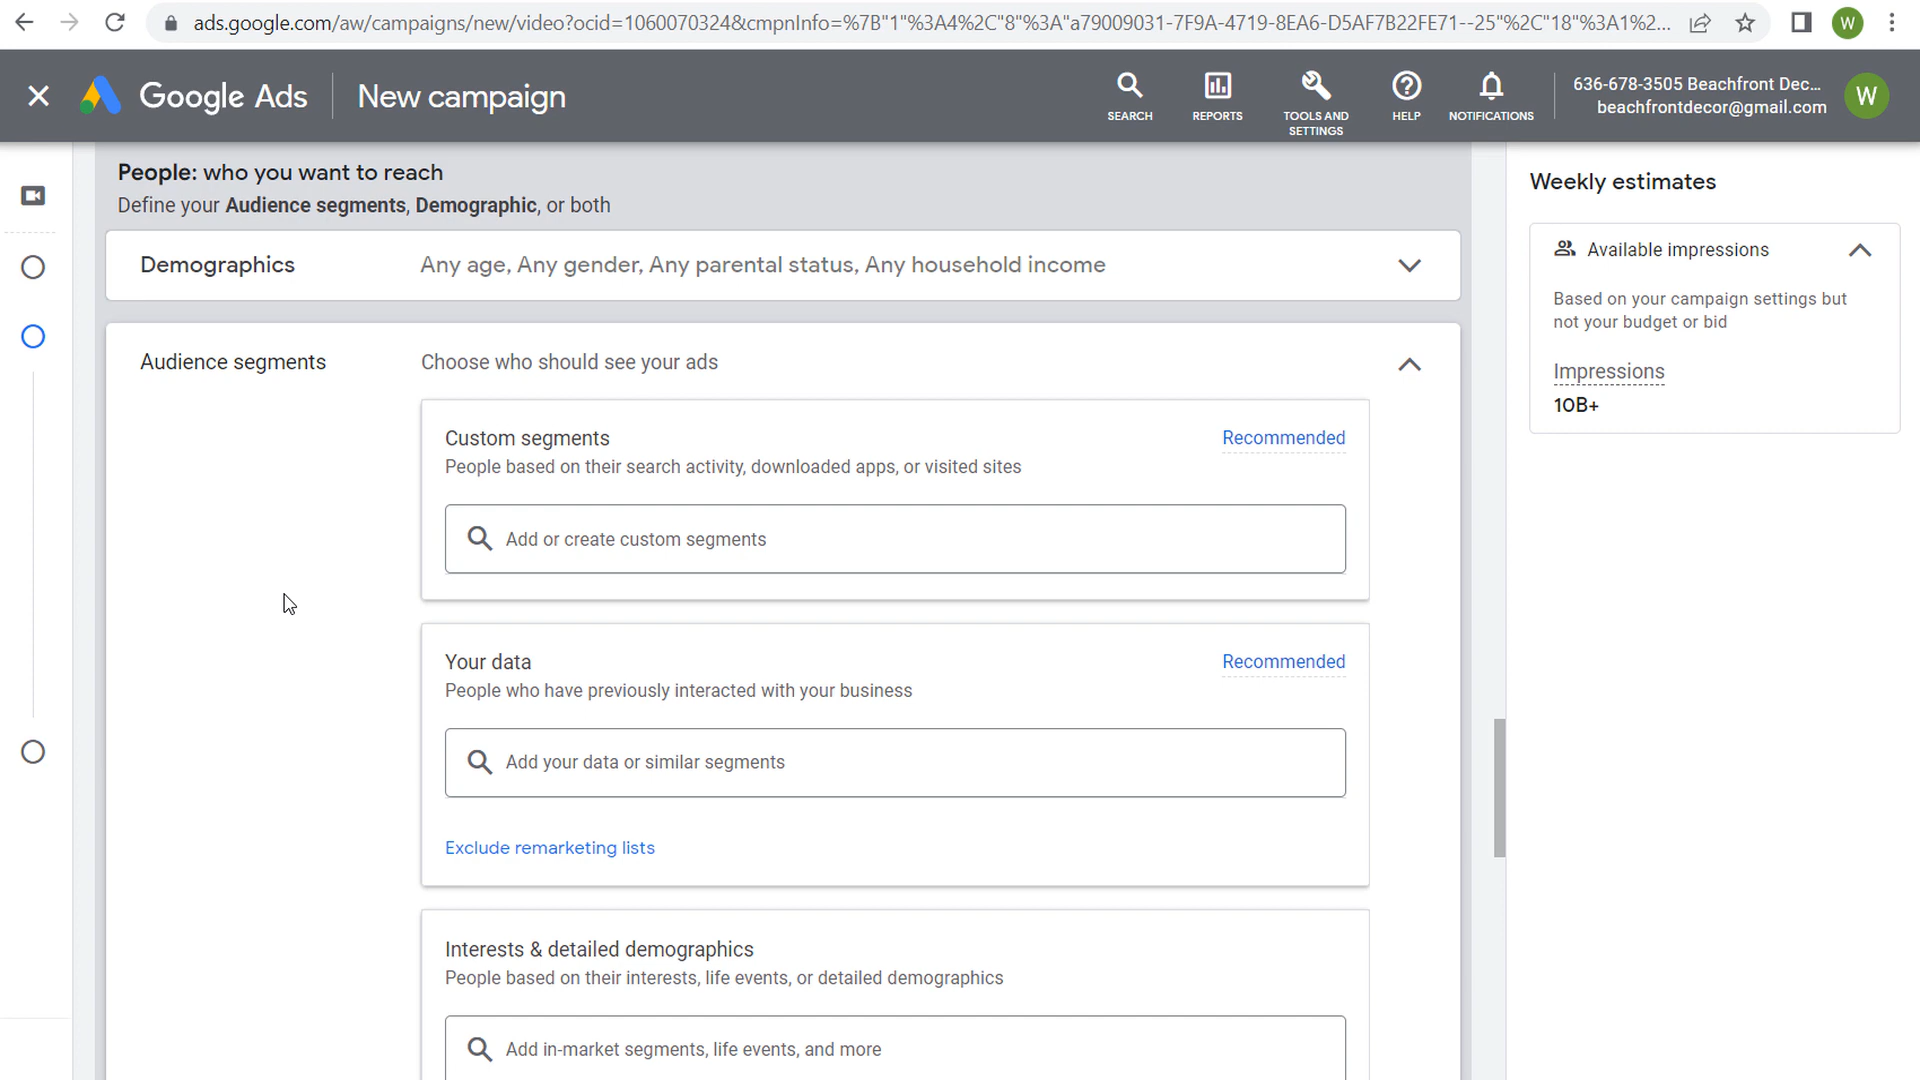 ads.google.com/aw/campaigns/new/video?ocid=1060070324&cmpnInfo=%7B"1"%3A4%2C"8"%3A"a79009031-7F9A-4719-8EA6-D5AF7B22FE71--25"%2C"18"%3A1%2...
W
Google Ads
New campaign
SEARCH
REPORTS
TOOLS AND
SETTINGS
HELP
NOTIFICATIONS
636-678-3505 Beachfront Dec...
beachfrontdecor@gmail.com
W
People: who you want to reach
Define your Audience segments, Demographic, or both
Demographics
Any age, Any gender, Any parental status, Any household income
Audience segments
Choose who should see your ads
Custom segments
Recommended
People based on their search activity, downloaded apps, or visited sites
Add or create custom segments
Your data
Recommended
People who have previously interacted with your business
Add your data or similar segments
Exclude remarketing lists
Interests & detailed demographics
People based on their interests, life events, or detailed demographics
Add in-market segments, life events, and more
Weekly estimates
Available impressions
Based on your campaign settings but
not your budget or bid
Impressions
10B+